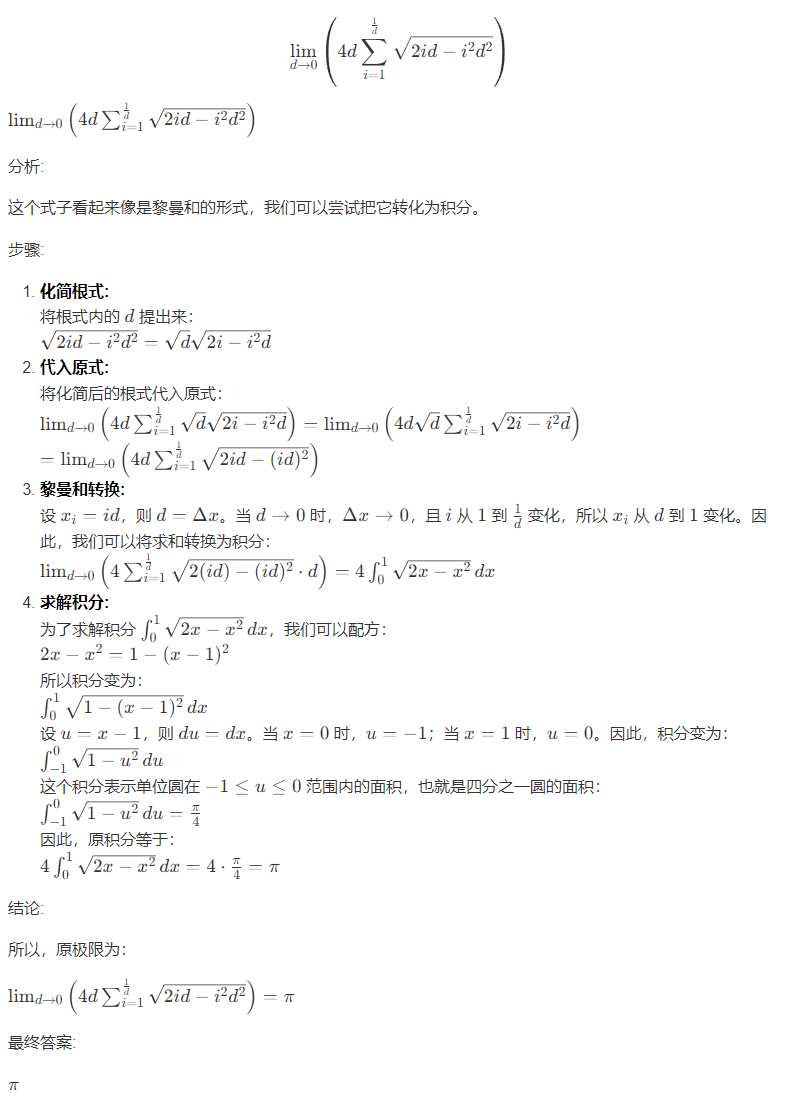 $$\lim_{d \to 0} \left( 4d \sum_{i=1}^{\frac{1}{d}} \sqrt{2id - i^2d^2} \right)$$
$\lim_{d \to 0} \left( 4d \sum_{i=1}^{\frac{1}{d}} \sqrt{2id - i^2d^2} \right)$
分析:
这个式子看起来像是黎曼和的形式，我们可以尝试把它转化为积分。
步骤:
1. 化简根式:
将根式内的 $d$ 提出来：
$\sqrt{2id - i^2d^2} = \sqrt{d}\sqrt{2i - i^2d}$
2. 代入原式:
将化简后的根式代入原式：
$\lim_{d \to 0} \left( 4d \sum_{i=1}^{\frac{1}{d}} \sqrt{d}\sqrt{2i - i^2d} \right) = \lim_{d \to 0} \left( 4d\sqrt{d} \sum_{i=1}^{\frac{1}{d}} \sqrt{2i - i^2d} \right)$
$= \lim_{d \to 0} \left( 4d \sum_{i=1}^{\frac{1}{d}} \sqrt{2id - (id)^2} \right)$
3. 黎曼和转换:
设 $x_i = id$，则 $d = \Delta x$。当 $d \to 0$ 时，$\Delta x \to 0$，且 $i$ 从 $1$ 到 $\frac{1}{d}$ 变化，所以 $x_i$ 从 $d$ 到 $1$ 变化。因
此，我们可以将求和转换为积分：
$\lim_{d \to 0} \left( 4 \sum_{i=1}^{\frac{1}{d}} \sqrt{2(id) - (id)^2} \cdot d \right) = 4 \int_0^1 \sqrt{2x - x^2} \, dx$
4. 求解积分:
为了求解积分 $\int_0^1 \sqrt{2x - x^2} \, dx$，我们可以配方：
$2x - x^2 = 1 - (x - 1)^2$
所以积分变为：
$\int_0^1 \sqrt{1 - (x - 1)^2} \, dx$
设 $u = x - 1$，则 $du = dx$。当 $x = 0$ 时，$u = -1$；当 $x = 1$ 时，$u = 0$。因此，积分变为：
$\int_{-1}^0 \sqrt{1 - u^2} \, du$
这个积分表示单位圆在 $-1 \leq u \leq 0$ 范围内的面积，也就是四分之一圆的面积：
$\int_{-1}^0 \sqrt{1 - u^2} \, du = \frac{\pi}{4}$
因此，原积分等于：
$4 \int_0^1 \sqrt{2x - x^2} \, dx = 4 \cdot \frac{\pi}{4} = \pi$
结论:
所以，原极限为：
$\lim_{d \to 0} \left( 4d \sum_{i=1}^{\frac{1}{d}} \sqrt{2id - i^2d^2} \right) = \pi$
最终答案:
$\pi$